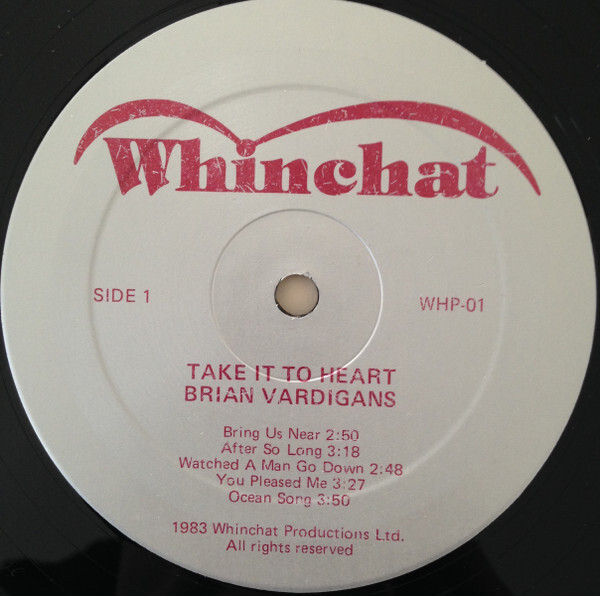 Whinchat
SIDE 1
WHP-01
TAKE IT TO HEART
BRIAN VARDIGANS
Bring Us Near 2:50
After So Long 3:18
Watched A Man Go Down 2:48
You Pleased Me 3:27
Ocean Song 3:50
1983 Whinchat Productions Ltd.
All rights reserved